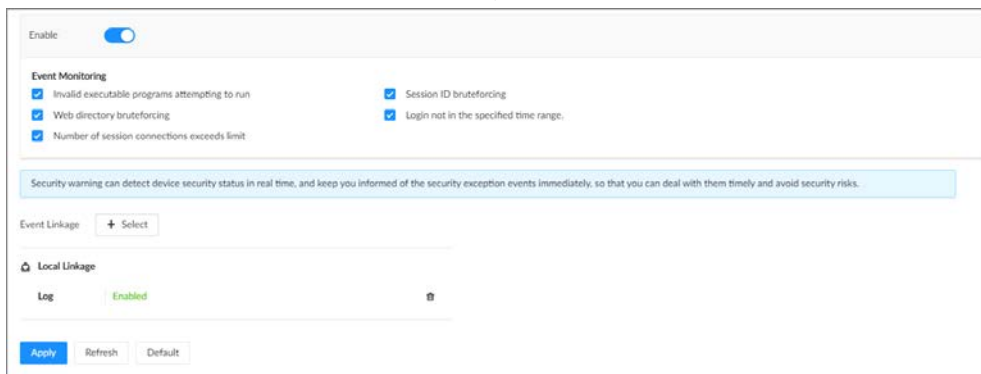 Enable
Event Monitoring
Invalid executable programs attempting to run
Session ID bruteforcing
Web directory bruteforcing
Login not in the specified time range.
Number of session connections exceeds limit
Security warning can detect device security status in real time, and keep you informed of the security exception events immediately, so that you can deal with them timely and avoid security risks.
Event Linkage + Select
Local Linkage
Log Enabled
Apply Refresh Default